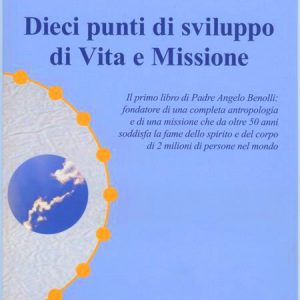 Dieci punti di sviluppo
di Vita e Missione
Il primo libro di Padre Angelo Benolli:
fondatore di una completa antropologia
e di una missione che da oltre 50 anni
soddisfa la fame dello spirito e del corpo
di 2 milioni di persone nel mondo